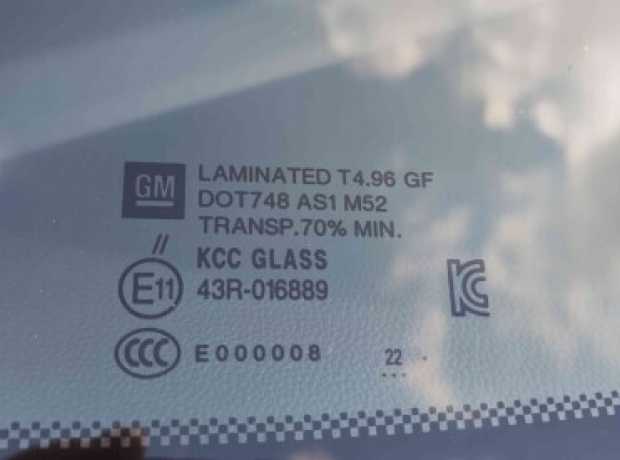 GM
LAMINATED T4.96 GF
DOT748 AS1 M52
TRANSP.70% MIN.
//
KCC GLASS
E11
43R-016889
KC
CCC
E000008
22